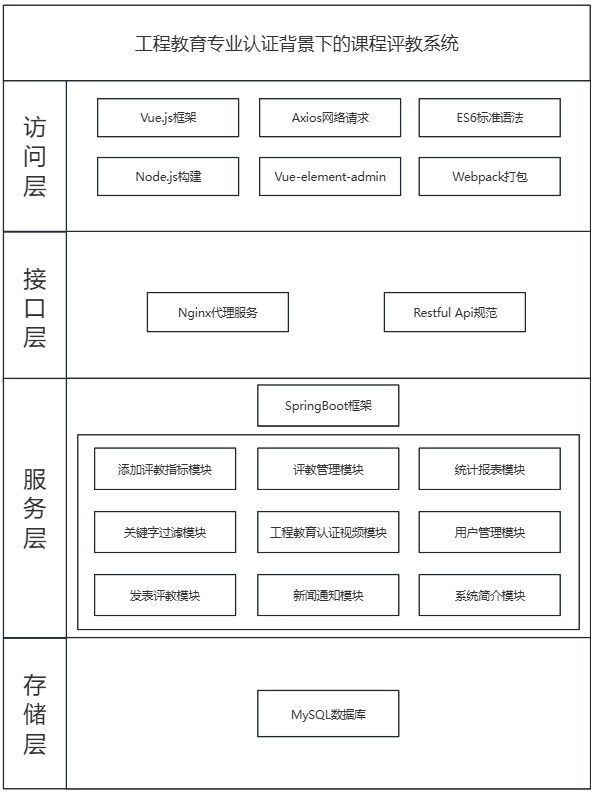 工程教育专业认证背景下的课程评教系统
访问层
Vue.js框架
Axios网络请求
ES6标准语法
Node.js构建
Vue-element-admin
Webpack打包
接口层
Nginx代理服务
Restful Api规范
服务层
SpringBoot框架
添加评教指标模块
评教管理模块
统计报表模块
关键字过滤模块
工程教育认证视频模块
用户管理模块
发表评教模块
新闻通知模块
系统简介模块
存储层
MySQL数据库